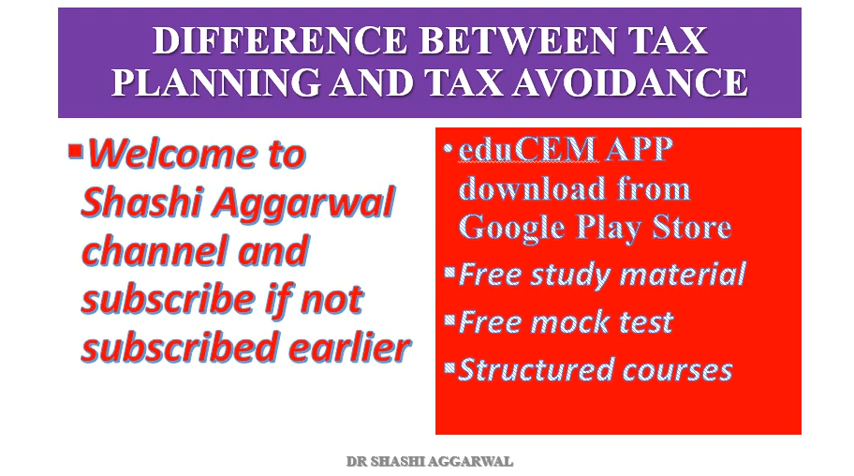 DIFFERENCE BETWEEN TAX
PLANNING AND TAX AVOIDANCE
▪Welcome to
Shashi Aggarwal
channel and
subscribe if not
subscribed earlier
• eduCEM APP
download from
Google Play Store
▪Free study material
▪Free mock test
▪Structured courses
DR SHASHI AGGARWAL